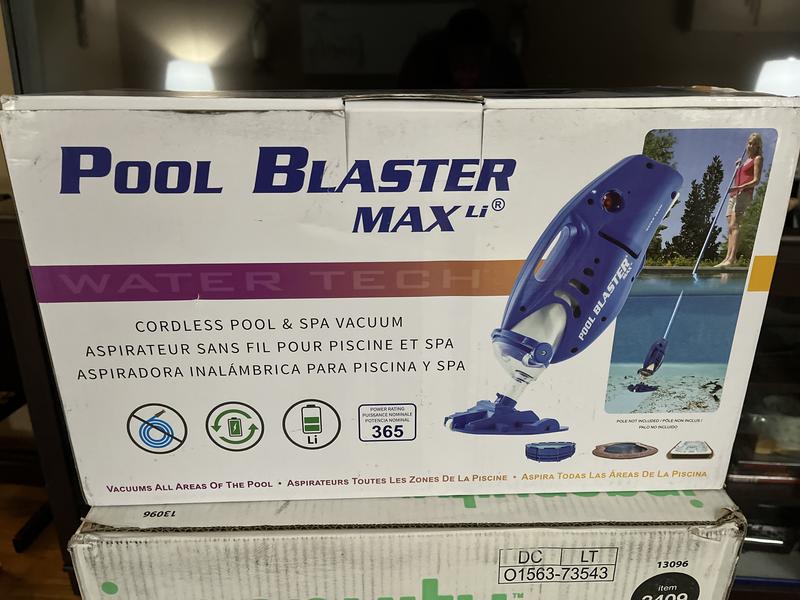 POOL BLASTER
MAX Li®
WATER TECH
CORDLESS POOL & SPA VACUUM
ASPIRATEUR SANS FIL POUR PISCINE ET SPA
ASPIRADORA INALÁMBRICA PARA PISCINA Y SPA
Li
POWER RATING
PUISSANCE NOMINALE
POTENCIA NOMINAL
365
POOL BLASTER
MAX
POLE NOT INCLUDED / PÔLE NON INCLUS /
PALO NO INCLUIDO
VACUUMS ALL AREAS OF THE POOL • ASPIRATEURS TOUTES LES ZONES DE LA PISCINE • ASPIRA TODAS LAS ÁREAS DE LA PISCINA
13096
DC LT
O1563-73543
13096
item
3409